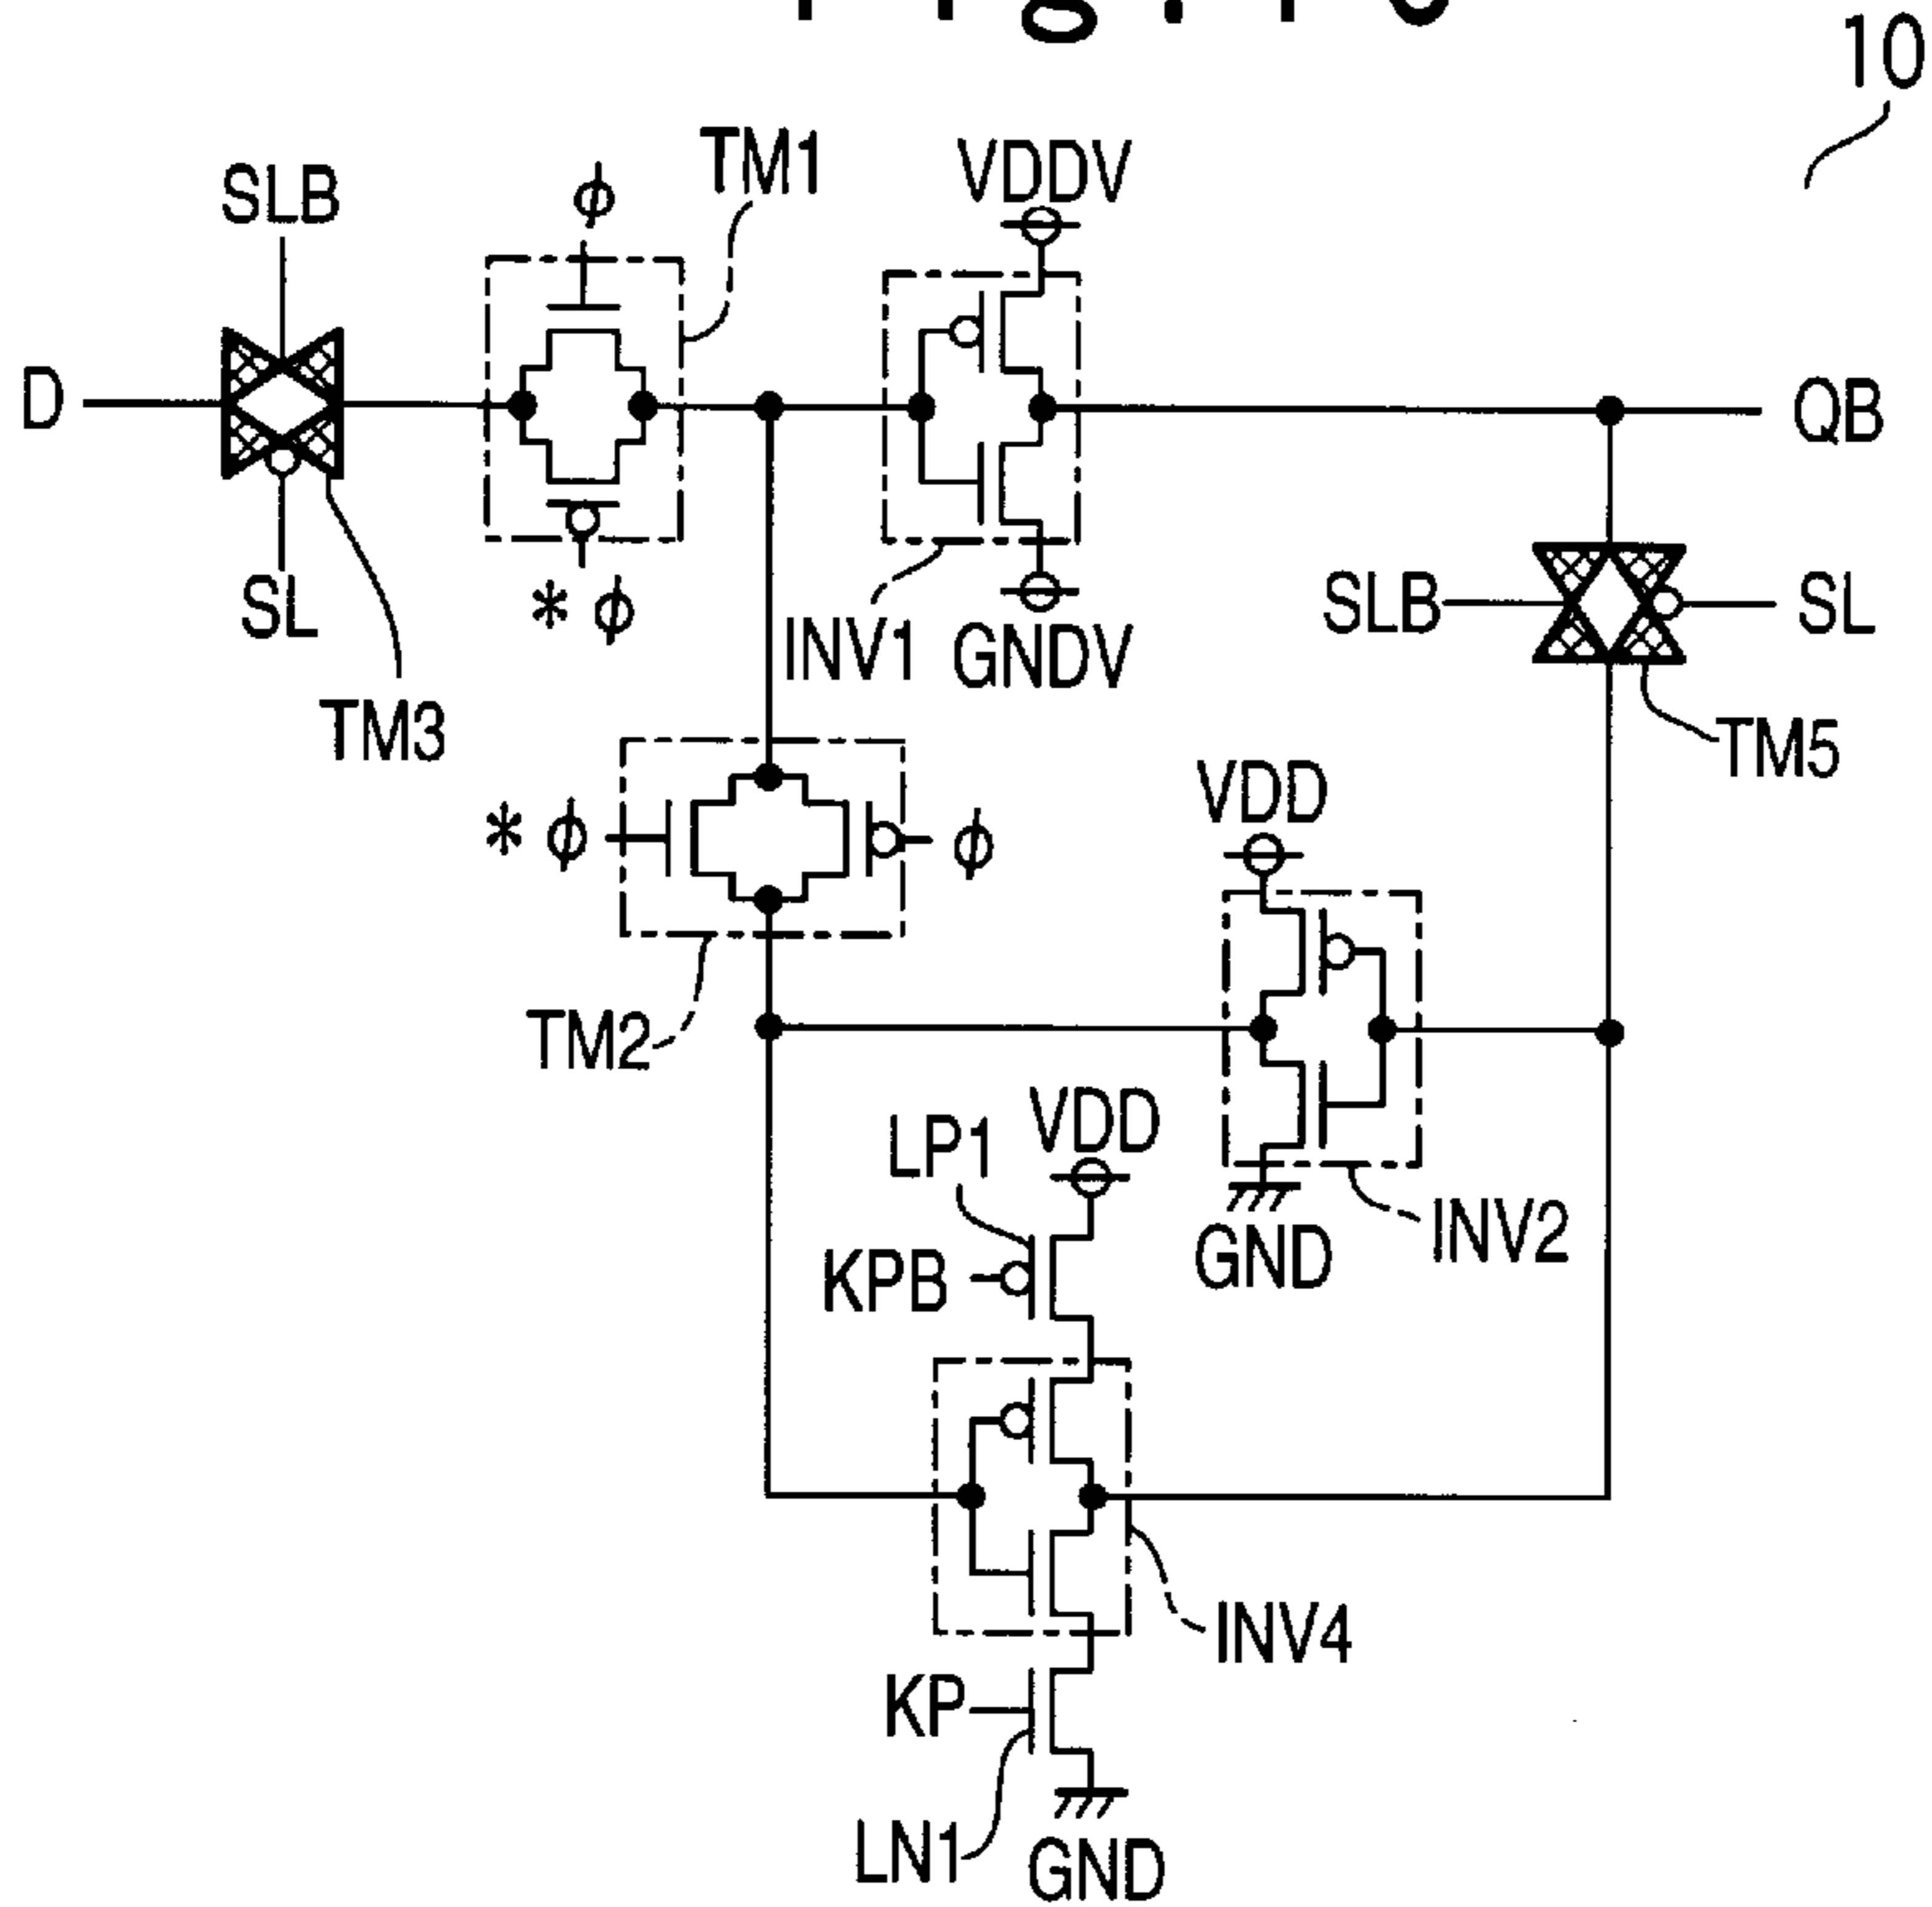 10
TM1
VDDV
SLB
φ
D
QB
SL
* φ
INV1
GNDV
SLB
SL
TM3
TM5
VDD
* φ
φ
TM2
VDD
LP1
INV2
GND
KPB
INV4
KP
LN1
GND